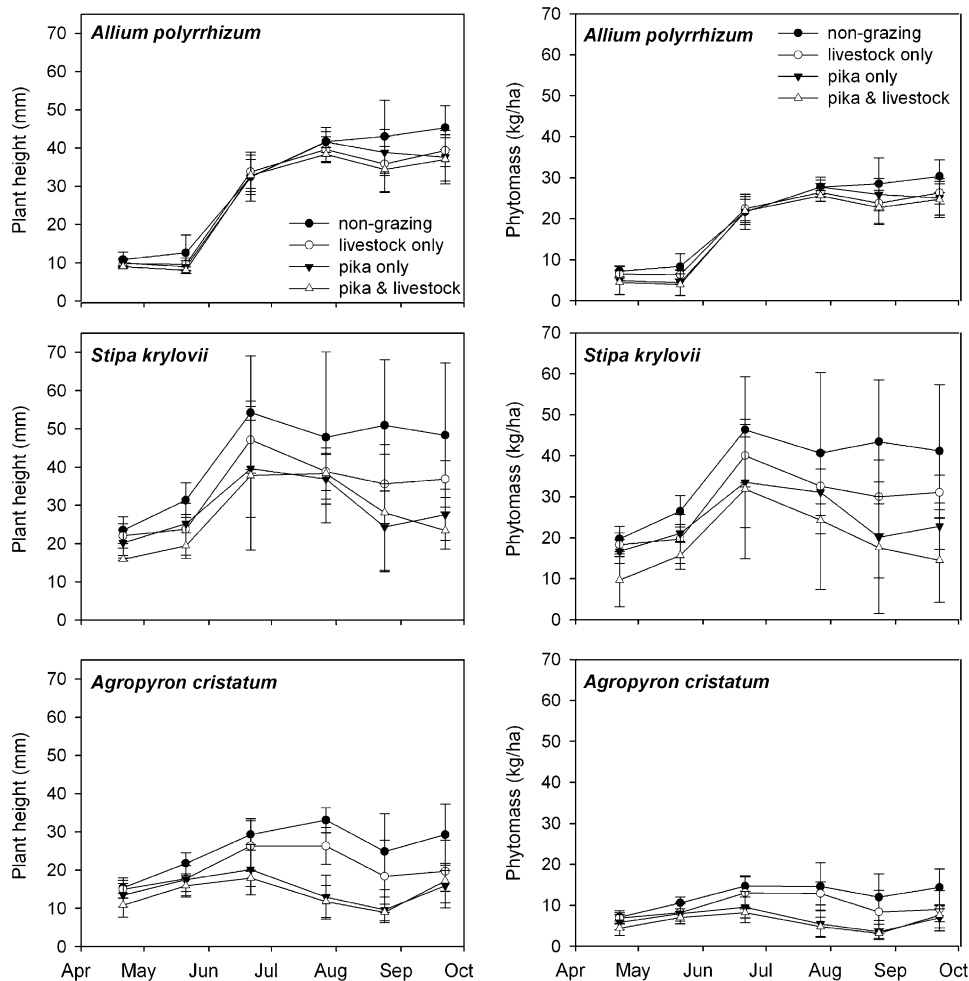 Allium polyrrhizum
Plant height (mm)
70
60
50
40
30
20
10
0
non-grazing
livestock only
pika only
pika & livestock
Allium polyrrhizum
Phytomass (kg/ha)
70
60
50
40
30
20
10
0
non-grazing
livestock only
pika only
pika & livestock
Stipa krylovii
Plant height (mm)
70
60
50
40
30
20
10
0
Stipa krylovii
Phytomass (kg/ha)
70
60
50
40
30
20
10
0
Agropyron cristatum
Plant height (mm)
70
60
50
40
30
20
10
0
Apr May Jun Jul Aug Sep Oct
Agropyron cristatum
Phytomass (kg/ha)
70
60
50
40
30
20
10
0
Apr May Jun Jul Aug Sep Oct